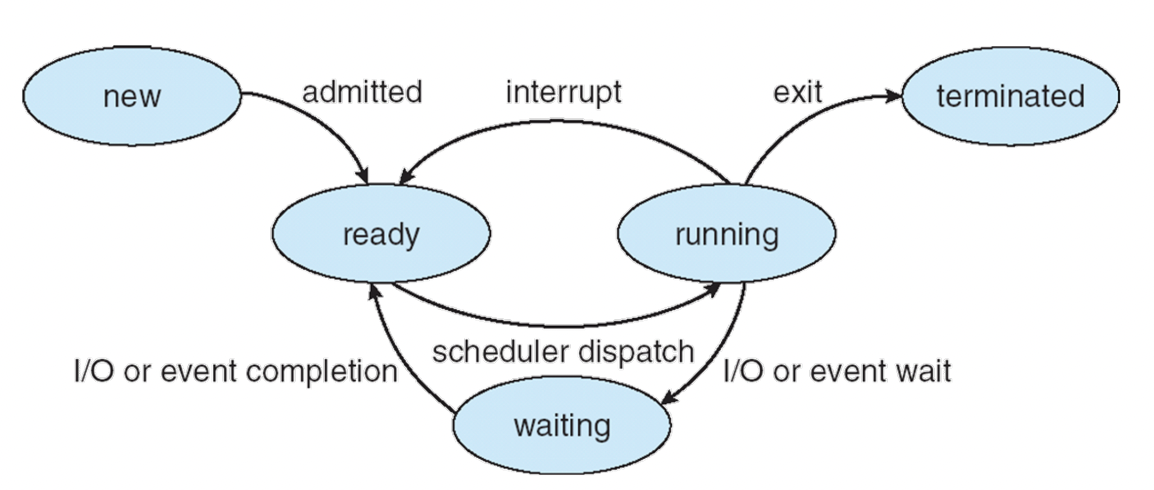 new
admitted
interrupt
exit
terminated
ready
running
scheduler dispatch
I/O or event completion
I/O or event wait
waiting